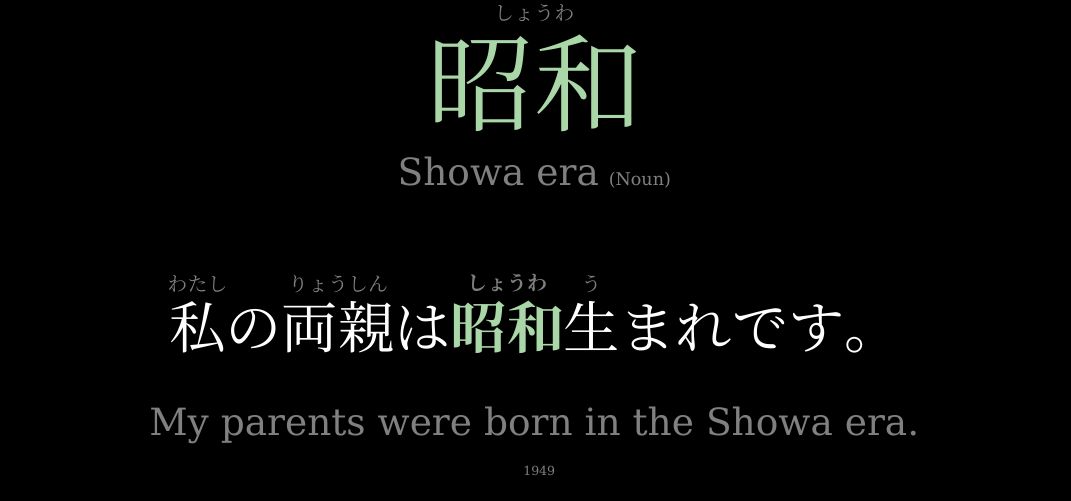 しょうわ
昭和
Showa era (Noun)
わたし りょうしん しょうわ う
私の両親は昭和生まれです。
My parents were born in the Showa era.
1949